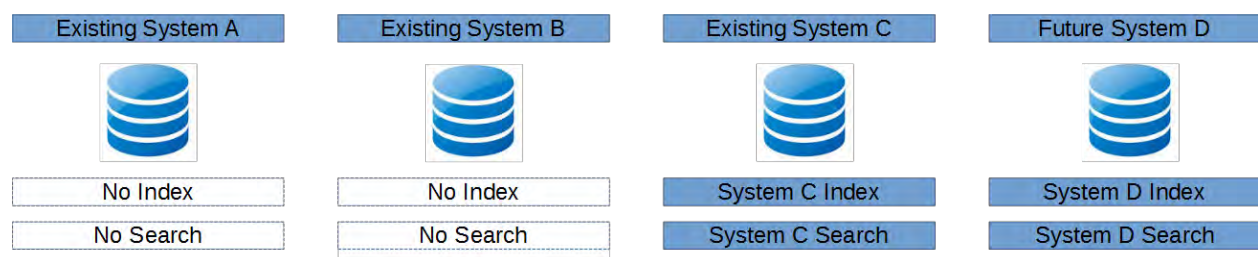 Existing System A
Existing System B
Existing System C
Future System D
No Index
No Index
System C Index
System D Index
No Search
No Search
System C Search
System D Search